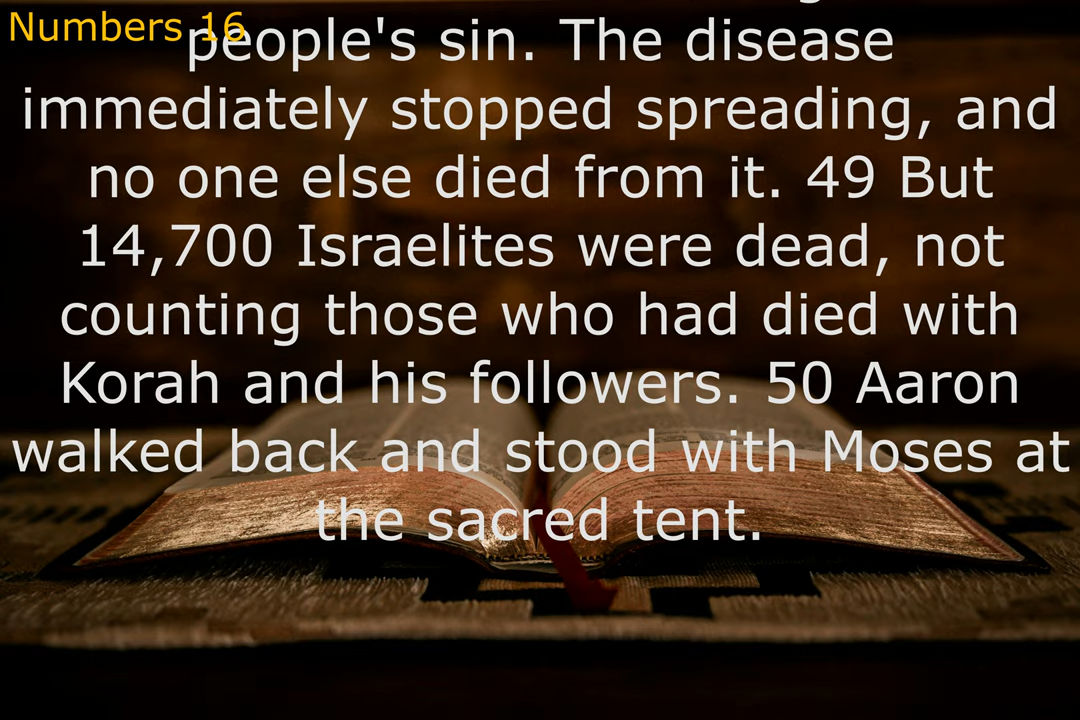 Numbers 16
people's sin. The disease
immediately stopped spreading, and
no one else died from it. 49 But
14,700 Israelites were dead, not
counting those who had died with
Korah and his followers. 50 Aaron
walked back and stood with Moses at
the sacred tent.